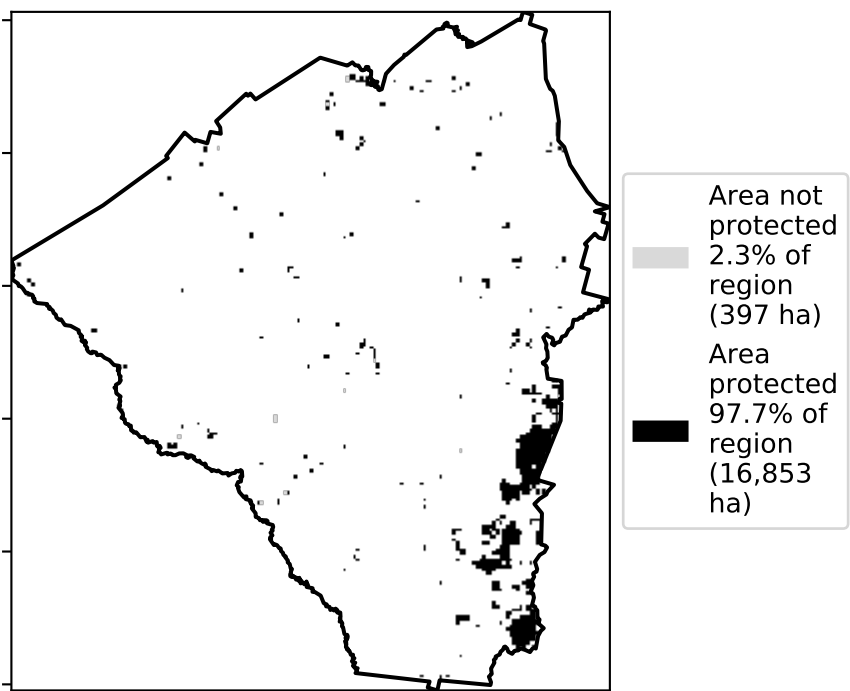 Area not
protected
2.3% of
region
(397 ha)
Area
protected
97.7% of
region
(16,853
ha)